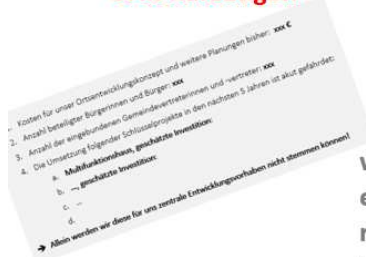 1. Kosten für unser Ortsentwicklungskonzept und weitere Planungen bisher: xxx €
2. Anzahl beteiligter Bürgerinnen und Bürger: xxx
3. Anzahl der eingebundenen Gemeindevertreterinnen und -vertreter: xxx
4. Die Umsetzung folgender Schlüsselprojekte in den nächsten 5 Jahren ist akut gefährdet:
a. Multifunktionshaus, geschätzte Investition:
b. ..., geschätzte Investition:
c. ...
d.
→ Allein werden wir diese für uns zentrale Entwicklungsvorhaben nicht stemmen können!